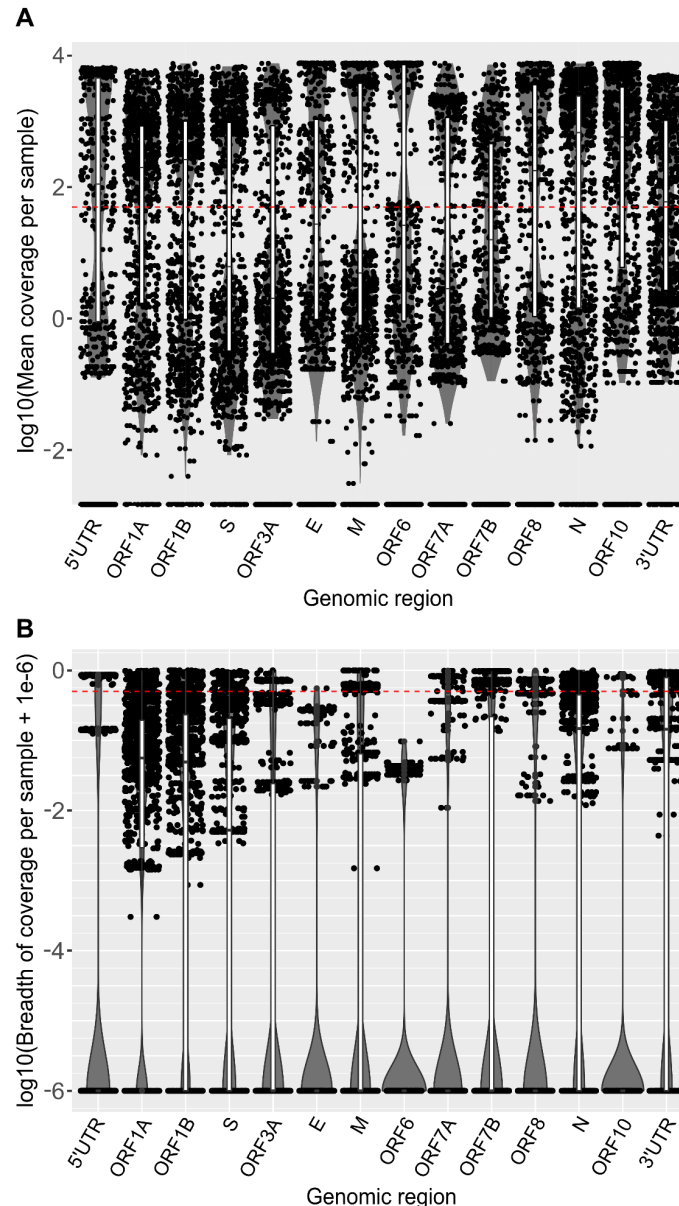 A
log10(Mean coverage per sample)
4
2
0
-2
5'UTR
ORF1A
ORF1B
S
ORF3A
E
M
ORF6
ORF7A
ORF7B
ORF8
N
ORF10
3'UTR
Genomic region
B
log10(Breadth of coverage per sample + 1e-6)
0
-2
-4
-6
5'UTR
ORF1A
ORF1B
S
ORF3A
E
M
ORF6
ORF7A
ORF7B
ORF8
N
ORF10
3'UTR
Genomic region